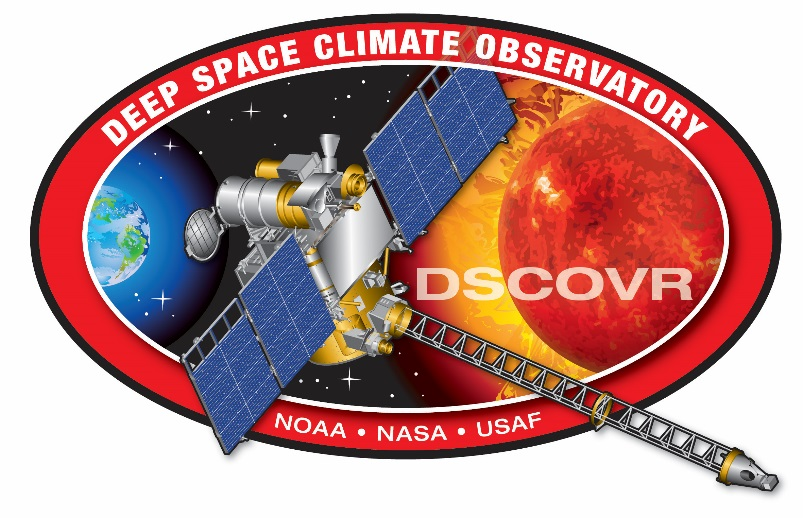 DEEP SPACE CLIMATE OBSERVATORY
DSCOVR
NOAA • NASA • USAF